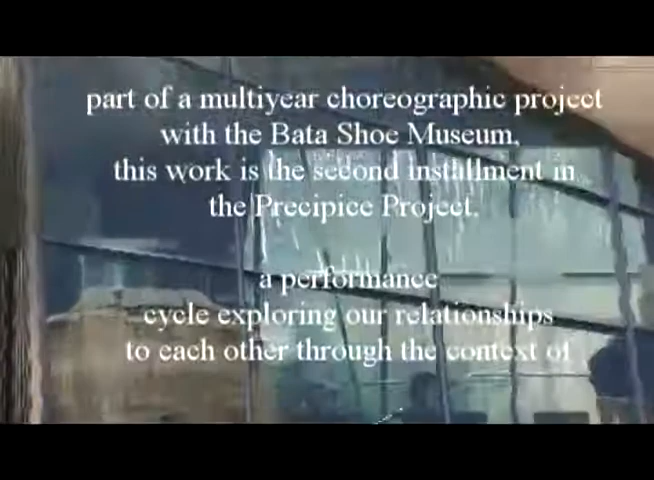 part of a multiyear choreographic project
with the Bata Shoe Museum,
this work is the second installment in
the Precipice Project.
a performance
cycle exploring our relationships
to each other through the context of